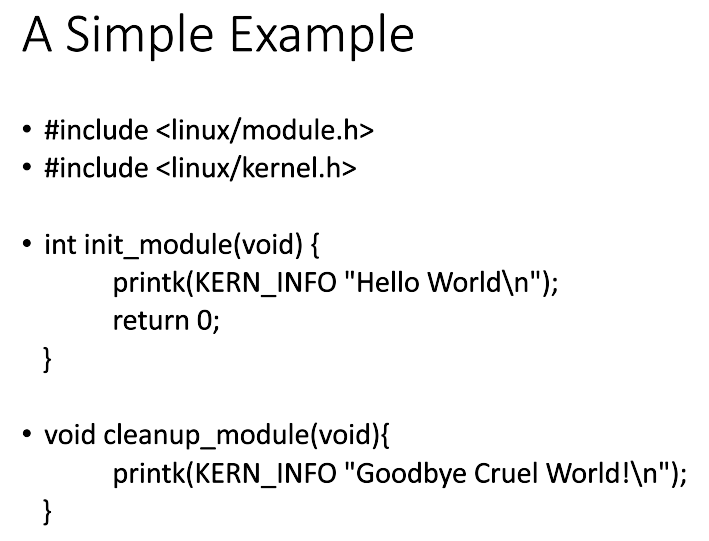 A Simple Example
• #include <linux/module.h>
• #include <linux/kernel.h>
• int init_module(void) {
printk(KERN_INFO "Hello World\n");
return 0;
}
• void cleanup_module(void){
printk(KERN_INFO "Goodbye Cruel World!\n");
}